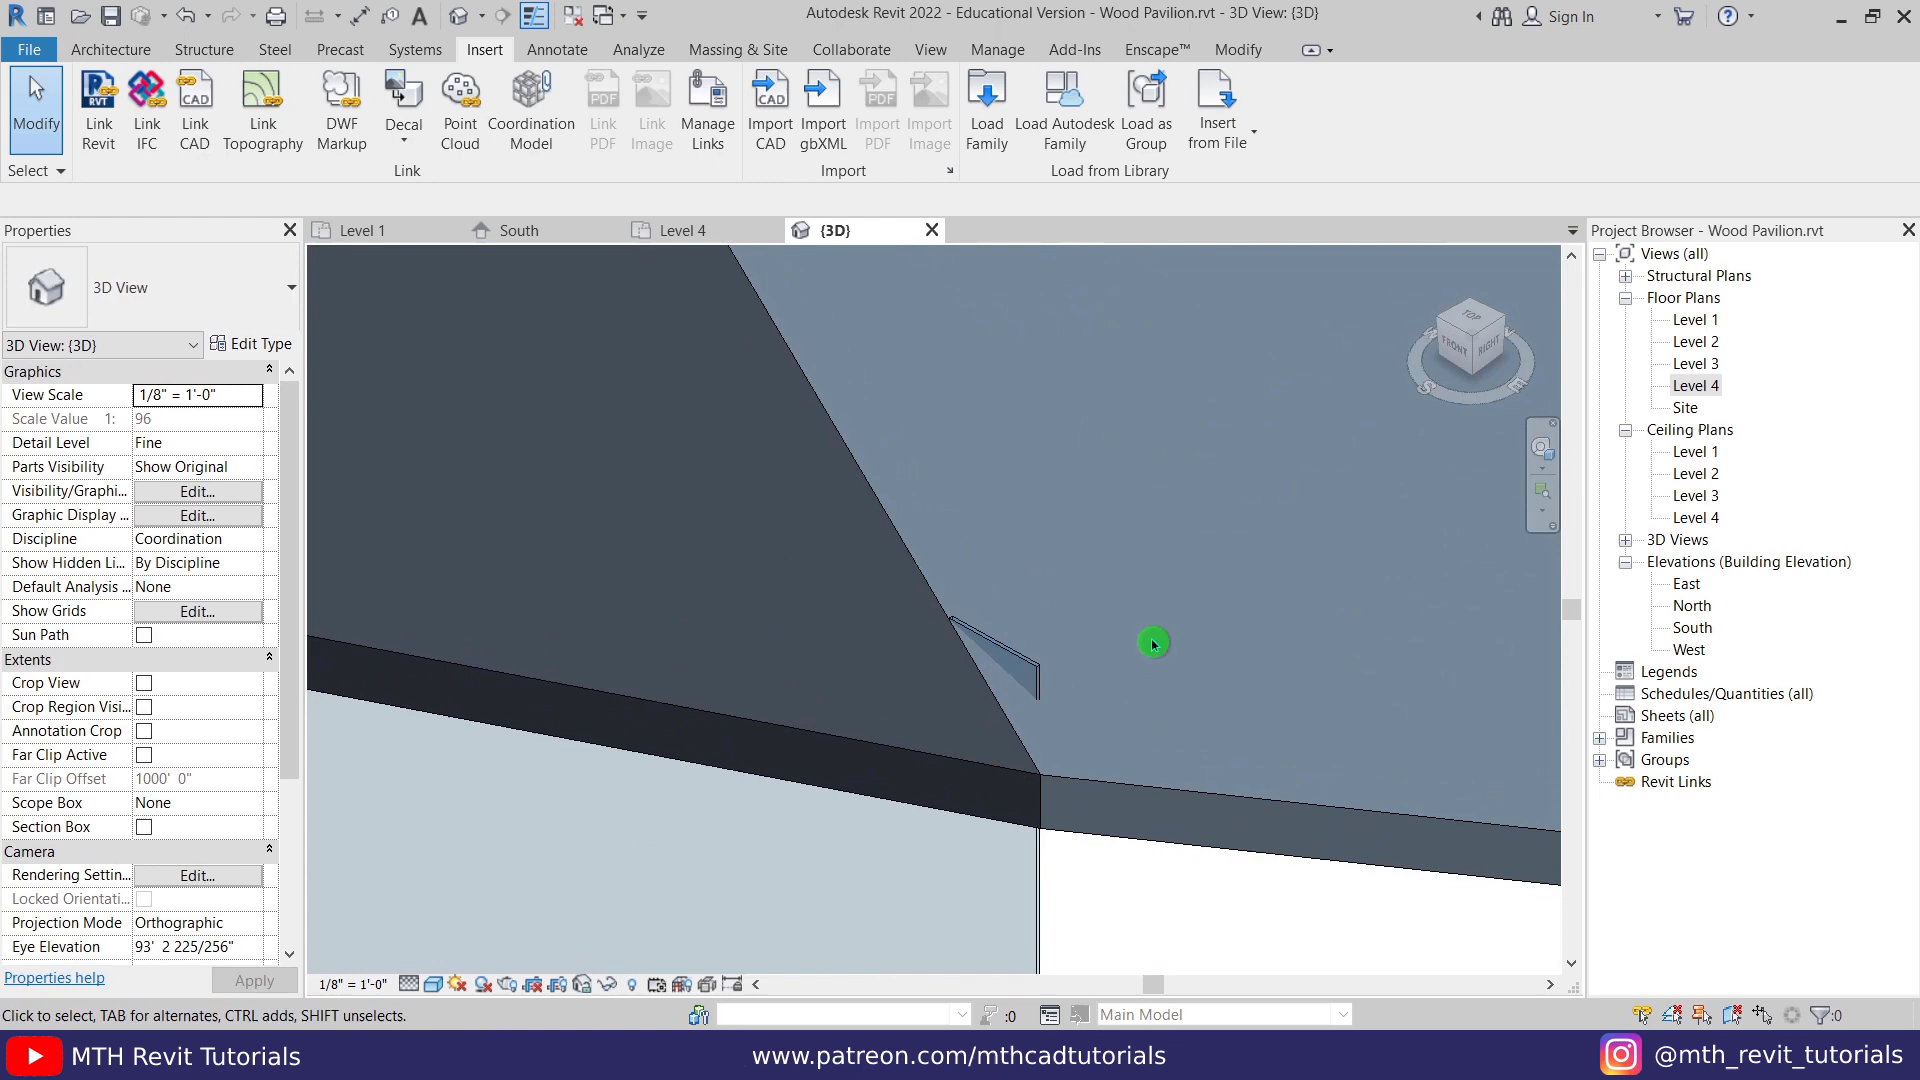 Autodesk Revit 2022 - Educational Version - Wood Pavilion.rvt - 3D View: {3D}
Sign In
File Architecture Structure Steel Precast Systems Insert Annotate Analyze Massing & Site Collaborate View Manage Add-Ins Enscape™ Modify
Modify
Link Revit
Link IFC
Link CAD
Link Topography
DWF Markup
Decal
Point Cloud
Coordination Model
Link PDF
Link Image
Manage Links
Import CAD
Import gbXML
Import PDF
Import Image
Load Family
Load Autodesk Family
Load as Group
Insert from File
Select
Link
Import
Load from Library
Properties
Level 1
South
Level 4
{3D}
Project Browser - Wood Pavilion.rvt
3D View
3D View: {3D}
Edit Type
Graphics
View Scale 1/8" = 1'-0"
Scale Value 1: 96
Detail Level Fine
Parts Visibility Show Original
Visibility/Graphi... Edit...
Graphic Display ... Edit...
Discipline Coordination
Show Hidden Li... By Discipline
Default Analysis ... None
Show Grids Edit...
Sun Path
Extents
Crop View
Crop Region Visi...
Annotation Crop
Far Clip Active
Far Clip Offset 1000' 0"
Scope Box None
Section Box
Camera
Rendering Settin... Edit...
Locked Orientati...
Projection Mode Orthographic
Eye Elevation 93' 2 225/256"
Properties help
Apply
TOP
FRONT
RIGHT
S
E
Views (all)
Structural Plans
Floor Plans
Level 1
Level 2
Level 3
Level 4
Site
Ceiling Plans
Level 1
Level 2
Level 3
Level 4
3D Views
Elevations (Building Elevation)
East
North
South
West
Legends
Schedules/Quantities (all)
Sheets (all)
Families
Groups
Revit Links
1/8" = 1'-0"
Click to select, TAB for alternates, CTRL adds, SHIFT unselects.
:0
Main Model
:0
MTH Revit Tutorials
www.patreon.com/mthcadtutorials
@mth_revit_tutorials